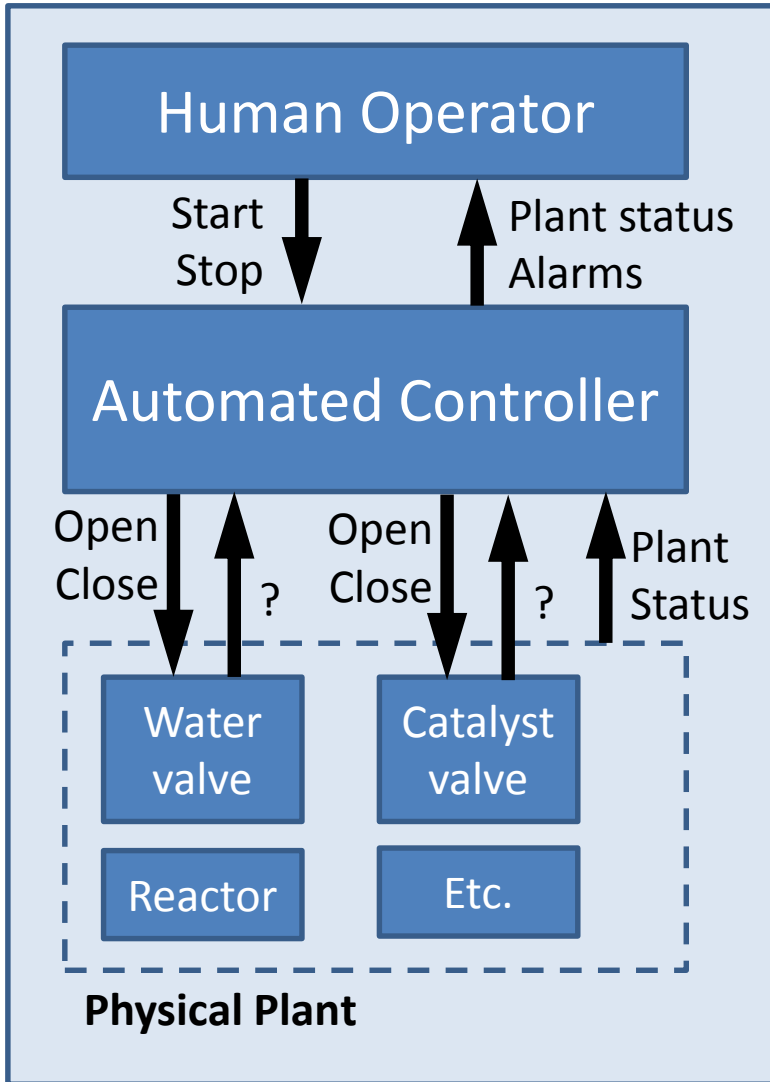 Human Operator
Start
Stop
Plant status
Alarms
Automated Controller
Open
Close
?
Open
Close
?
Plant
Status
Water
valve
Catalyst
valve
Reactor
Etc.
Physical Plant